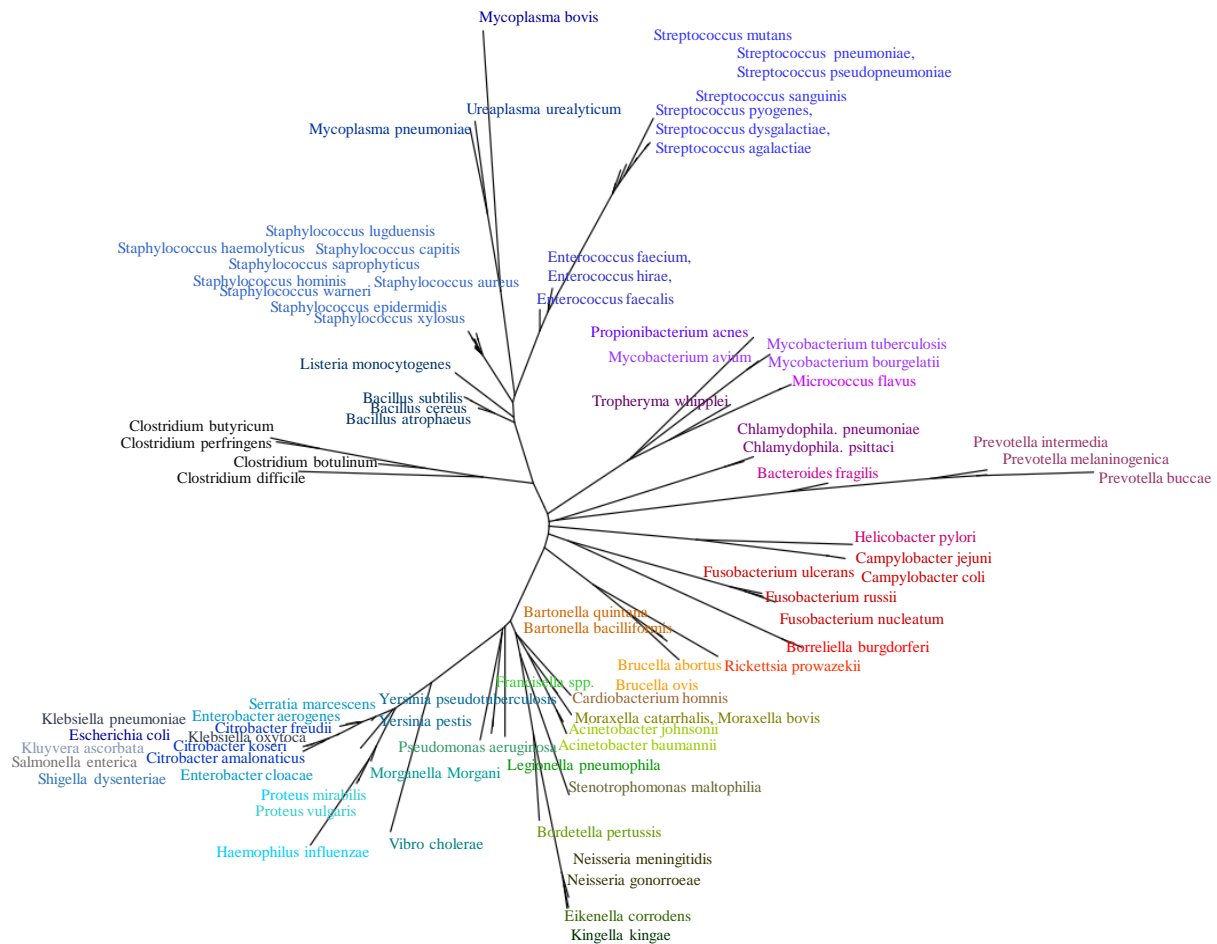 Mycoplasma bovis
Streptococcus mutans
Streptococcus pneumoniae,
Streptococcus pseudopneumoniae
Streptococcus sanguinis
Ureaplasma urealyticum
Streptococcus pyogenes,
Mycoplasma pneumoniae
Streptococcus dysgalactiae,
Streptococcus agalactiae
Staphylococcus lugduensis
Staphylococcus haemolyticus
Staphylococcus capitis
Enterococcus faecium,
Staphylococcus saprophyticus
Enterococcus hirae,
Staphylococcus hominis
Staphylococcus aureus
Staphylococcus warneri
Enterococcus faecalis
Staphylococcus epidermidis
Staphylococcus xylosus
Propionibacterium acnes
Mycobacterium tuberculosis
Mycobacterium avium
Mycobacterium bourgelatii
Listeria monocytogenes
Micrococcus flavus
Bacillus subtilis
Tropheryma whipplei
Bacillus cereus
Bacillus atrophaeus
Clostridium butyricum
Chlamydophila. pneumoniae
Clostridium perfringens
Prevotella intermedia
Chlamydophila. psittaci
Clostridium botulinum
Prevotella melaninogenica
Bacteroides fragilis
Clostridium difficile
Prevotella buccae
Helicobacter pylori
Campylobacter jejuni
Fusobacterium ulcerans
Campylobacter coli
Fusobacterium russii
Bartonella quintana
Fusobacterium nucleatum
Bartonella bacilliformis
Borreliella burgdorferi
Brucella abortus
Rickettsia prowazekii
Francisella spp.
Brucella ovis
Yersinia pseudotuberculosis
Cardiobacterium homnis
Serratia marcescens
Klebsiella pneumoniae
Enterobacter aerogenes
Yersinia pestis
Moraxella catarrhalis, Moraxella bovis
Citrobacter freudii
Acinetobacter johnsonii
Escherichia coli
Klebsiella oxytoca
Kluyvera ascorbata
Citrobacter koseri
Pseudomonas aeruginosa
Acinetobacter baumannii
Salmonella enterica
Citrobacter amalonaticus
Legionella pneumophila
Shigella dysenteriae
Enterobacter cloacae
Morganella Morgani
Stenotrophomonas maltophilia
Proteus mirabilis
Proteus vulgaris
Bordetella pertussis
Vibro cholerae
Haemophilus influenzae
Neisseria meningitidis
Neisseria gonorroeae
Eikenella corrodens
Kingella kingae